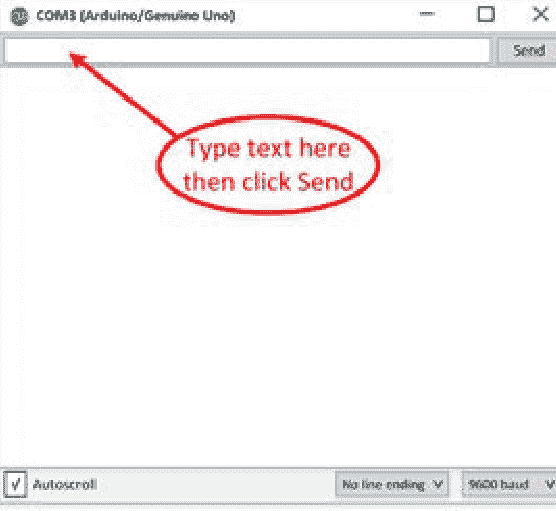 COM3 (Arduino/Genuino Uno)
Send
Type text here
then click Send
Autoscroll
No line ending
9600 baud